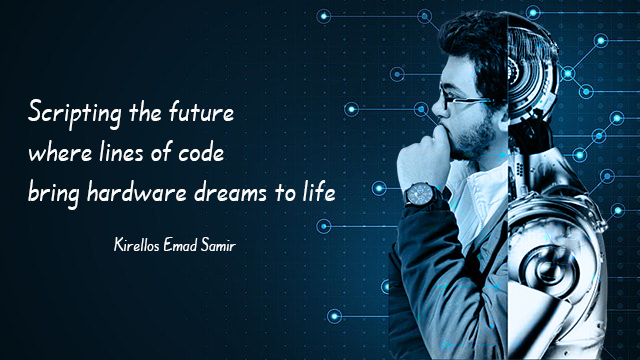 Scripting the future
where lines of code
bring hardware dreams to life
Kirellos Emad Samir